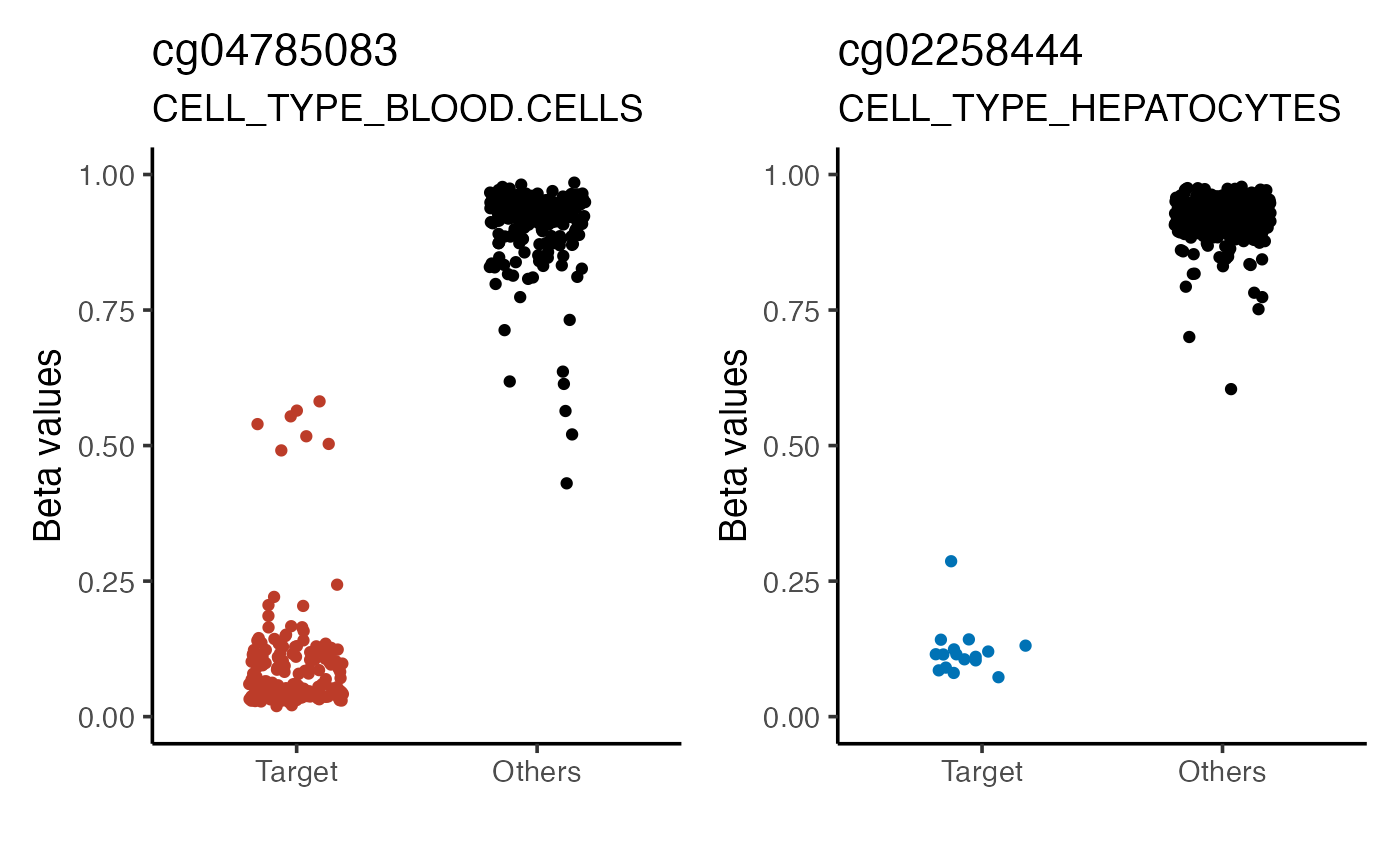 cg04785083
CELL_TYPE_BLOOD.CELLS
Beta values
1.00
0.75
0.50
0.25
0.00
Target Others
cg02258444
CELL_TYPE_HEPATOCYTES
Beta values
1.00
0.75
0.50
0.25
0.00
Target Others